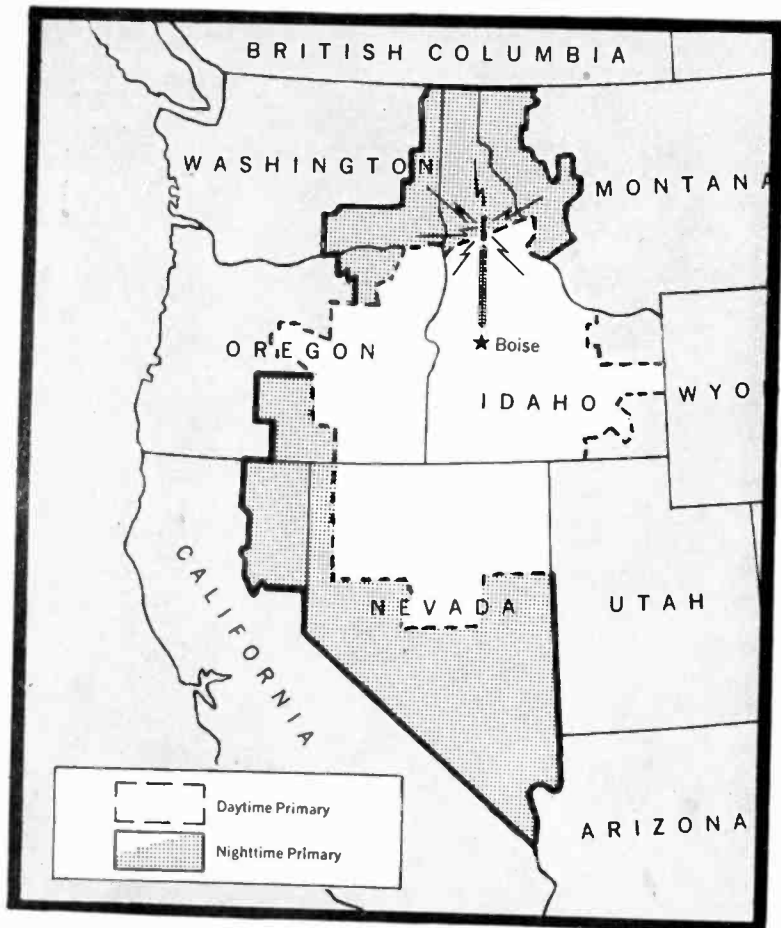 BRITISH COLUMBIA
WASHINGTON
MONTANA
OREGON
★ Boise
IDAHO
WYO
CALIFORNIA
NEVADA
UTAH
ARIZONA
Daytime Primary
Nighttime Primary